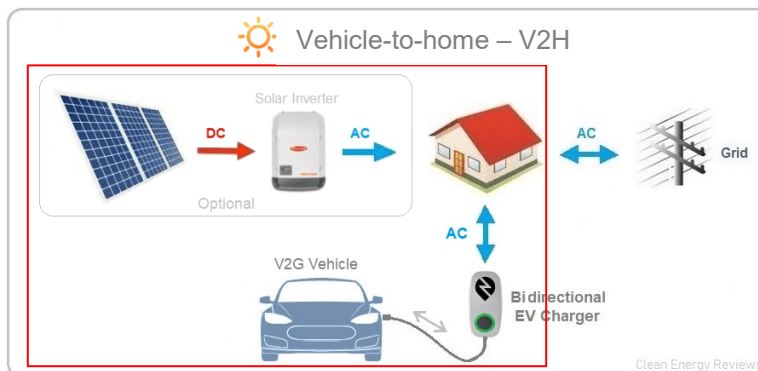 Vehicle-to-home – V2H
Solar Inverter
DC
AC
AC
Grid
Optional
AC
V2G Vehicle
Bidirectional
EV Charger
Clean Energy Reviews